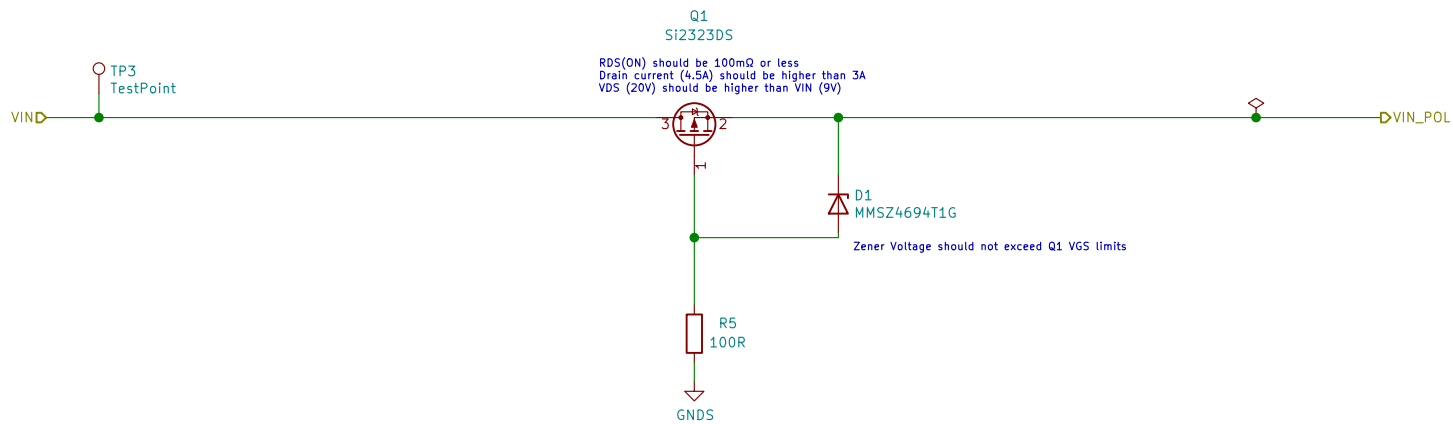 Q1
Si2323DS
RDS(ON) should be 100mΩ or less
Drain current (4.5A) should be higher than 3A
VDS (20V) should be higher than VIN (9V)
TP3
TestPoint
VIN
3
2
VIN_POL
1
D1
MMSZ4694T1G
Zener Voltage should not exceed Q1 VGS limits
R5
100R
GNDS